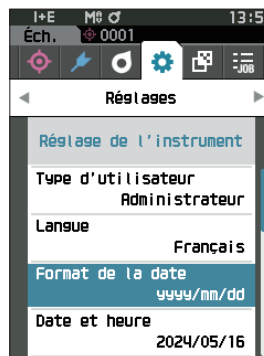 I+E M ♂ 13:5
Éch. 0001
-JOB
Réglages
Réglage de l'instrument
Type d'utilisateur
Administrateur
Langue
Français
Format de la date
yyyy/mm/dd
Date et heure
2024/05/16